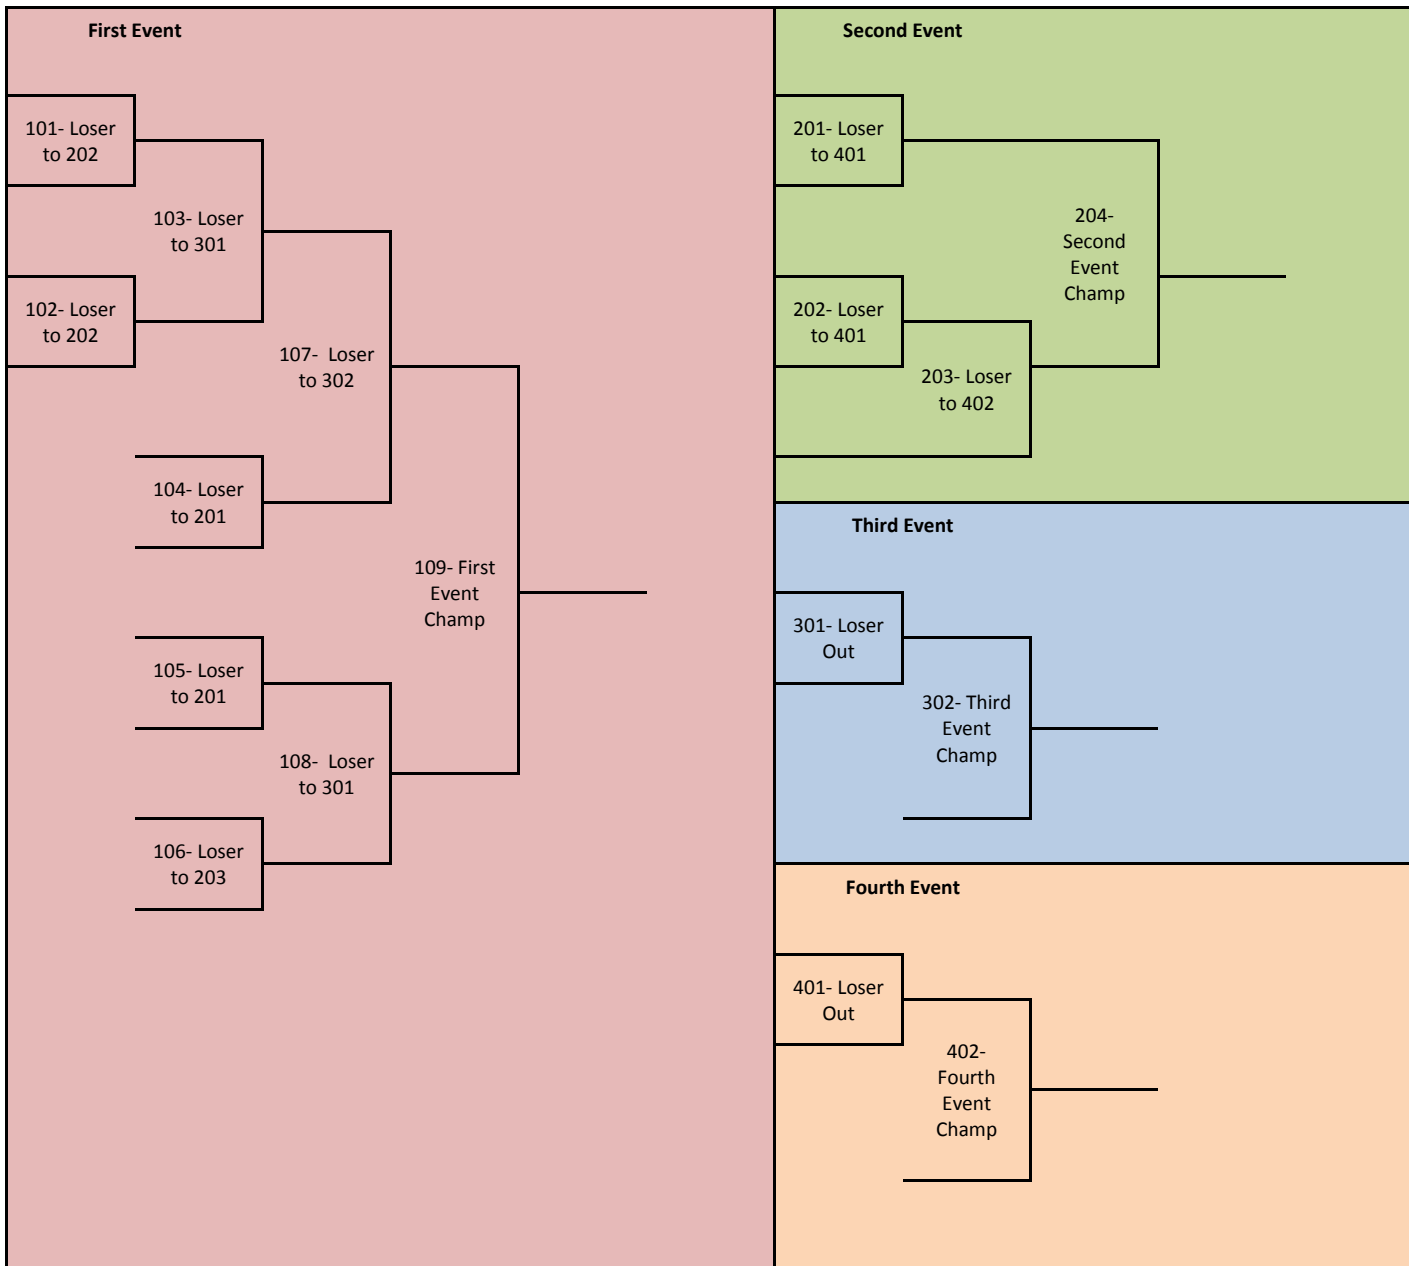 First Event
101- Loser
to 202
103- Loser
to 301
102- Loser
to 202
107-  Loser
to 302
104- Loser
to 201
109- First
Event
Champ
105- Loser
to 201
108-  Loser
to 301
106- Loser
to 203
Second Event
201- Loser
to 401
204-
Second
Event
Champ
202- Loser
to 401
203- Loser
to 402
Third Event
301- Loser
Out
302- Third
Event
Champ
Fourth Event
401- Loser
Out
402-
Fourth
Event
Champ